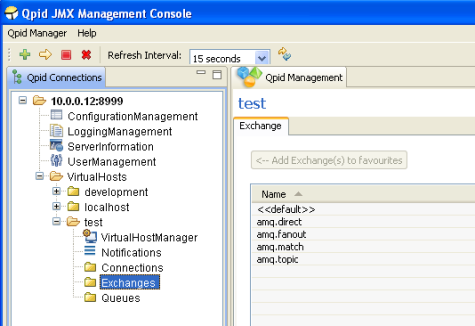 Qpid JMX Management Console
Qpid Manager Help
Refresh Interval: 15 seconds
Qpid Connections
10.0.0.12:8999
ConfigurationManagement
LoggingManagement
ServerInformation
UserManagement
VirtualHosts
development
localhost
test
VirtualHostManager
Notifications
Connections
Exchanges
Queues
Qpid Management
test
Exchange
<-- Add Exchange(s) to favourites
Name
<<default>>
amq.direct
amq.fanout
amq.match
amq.topic